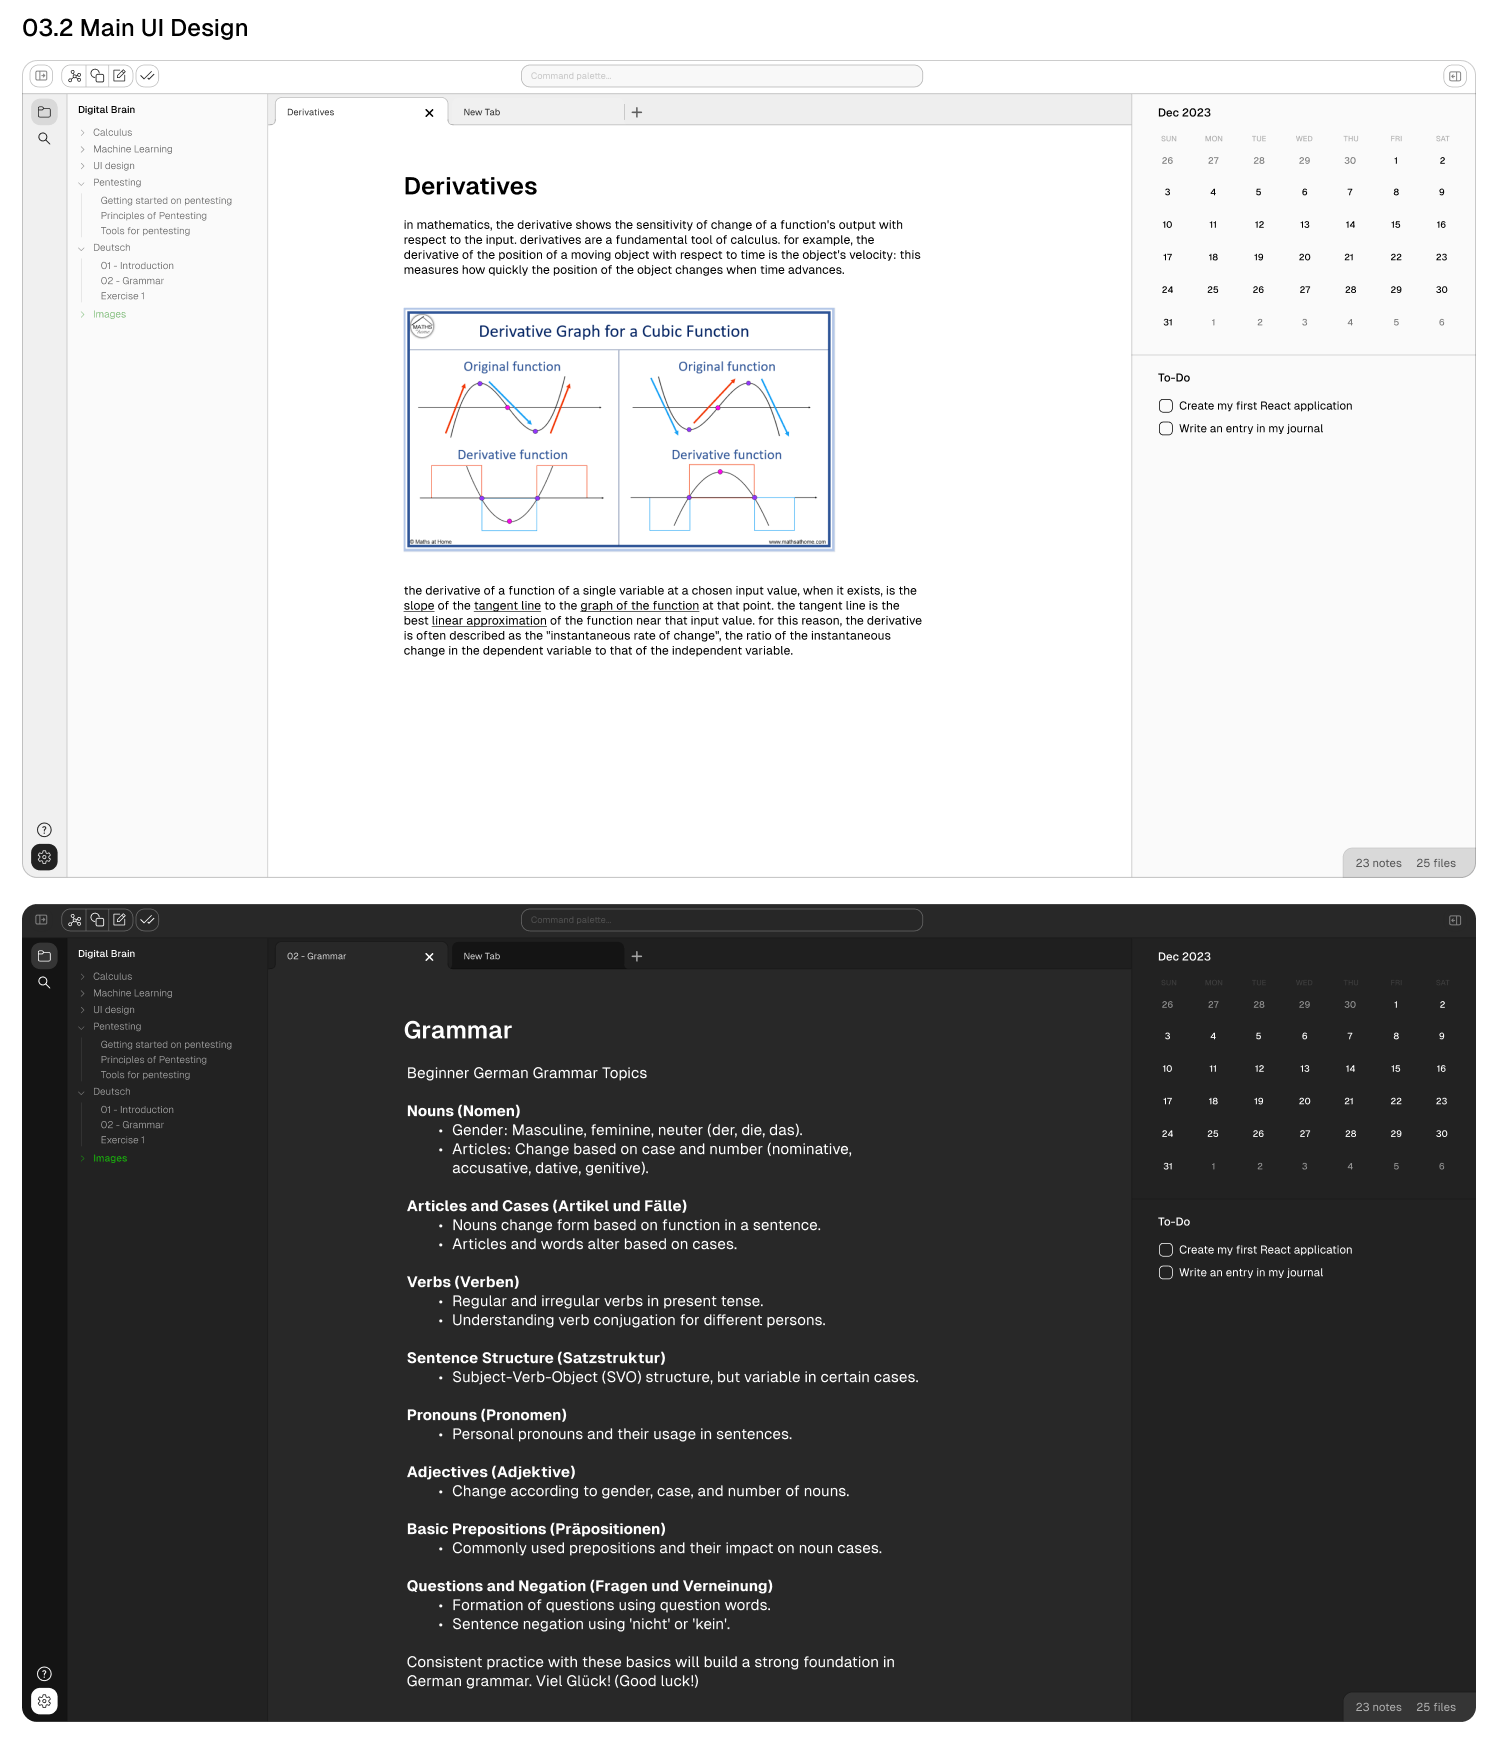 03.2 Main UI Design
Command palette...
Digital Brain
Calculus
Machine Learning
UI design
Pentesting
Getting started on pentesting
Principles of Pentesting
Tools for pentesting
Deutsch
01 - Introduction
02 - Grammar
Exercise 1
Images
Derivatives
New Tab
Derivatives
in mathematics, the derivative shows the sensitivity of change of a function's output with
respect to the input. derivatives are a fundamental tool of calculus. for example, the
derivative of the position of a moving object with respect to time is the object's velocity: this
measures how quickly the position of the object changes when time advances.
MATHS
Derivative Graph for a Cubic Function
Original function
Original function
Derivative function
Derivative function
© Maths at Home
www.mathsathome.com
the derivative of a function of a single variable at a chosen input value, when it exists, is the
slope of the tangent line to the graph of the function at that point. the tangent line is the
best linear approximation of the function near that input value. for this reason, the derivative
is often described as the "instantaneous rate of change", the ratio of the instantaneous
change in the dependent variable to that of the independent variable.
Dec 2023
SUN MON TUE WED THU FRI SAT
26 27 28 29 30 1 2
3 4 5 6 7 8 9
10 11 12 13 14 15 16
17 18 19 20 21 22 23
24 25 26 27 28 29 30
31 1 2 3 4 5 6
To-Do
Create my first React application
Write an entry in my journal
23 notes 25 files
Command palette...
Digital Brain
Calculus
Machine Learning
UI design
Pentesting
Getting started on pentesting
Principles of Pentesting
Tools for pentesting
Deutsch
01 - Introduction
02 - Grammar
Exercise 1
Images
02 - Grammar
New Tab
Grammar
Beginner German Grammar Topics
Nouns (Nomen)
• Gender: Masculine, feminine, neuter (der, die, das).
• Articles: Change based on case and number (nominative,
accusative, dative, genitive).
Articles and Cases (Artikel und Fälle)
• Nouns change form based on function in a sentence.
• Articles and words alter based on cases.
Verbs (Verben)
• Regular and irregular verbs in present tense.
• Understanding verb conjugation for different persons.
Sentence Structure (Satzstruktur)
• Subject-Verb-Object (SVO) structure, but variable in certain cases.
Pronouns (Pronomen)
• Personal pronouns and their usage in sentences.
Adjectives (Adjektive)
• Change according to gender, case, and number of nouns.
Basic Prepositions (Präpositionen)
• Commonly used prepositions and their impact on noun cases.
Questions and Negation (Fragen und Verneinung)
• Formation of questions using question words.
• Sentence negation using 'nicht' or 'kein'.
Consistent practice with these basics will build a strong foundation in
German grammar. Viel Glück! (Good luck!)
Dec 2023
SUN MON TUE WED THU FRI SAT
26 27 28 29 30 1 2
3 4 5 6 7 8 9
10 11 12 13 14 15 16
17 18 19 20 21 22 23
24 25 26 27 28 29 30
31 1 2 3 4 5 6
To-Do
Create my first React application
Write an entry in my journal
23 notes 25 files